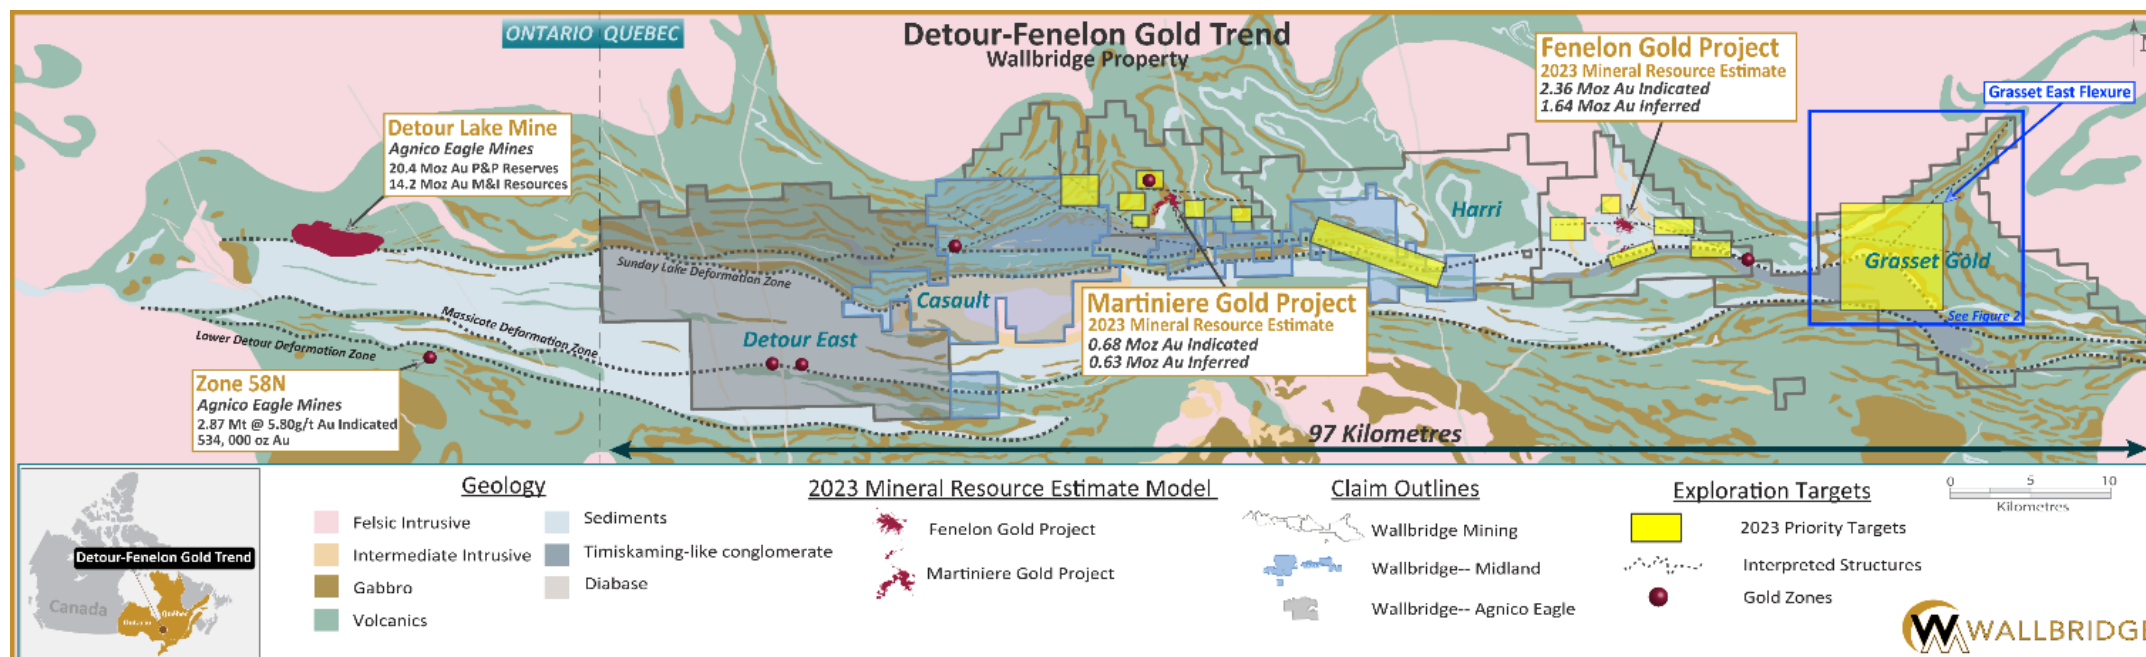 ONTARIO QUEBEC
Detour-Fenelon Gold Trend
Wallbridge Property
Fenelon Gold Project
2023 Mineral Resource Estimate
2.36 Moz Au Indicated
1.64 Moz Au Inferred
Grasset East Flexure
Detour Lake Mine
Agnico Eagle Mines
20.4 Moz Au P&P Reserves
14.2 Moz Au M&I Resources
Harri
Sunday Lake Deformation Zone
Casault
Grasset Gold
See Figure 2
Martiniere Gold Project
2023 Mineral Resource Estimate
0.68 Moz Au Indicated
0.63 Moz Au Inferred
Massicote Deformation Zone
Lower Detour Deformation Zone
Detour East
Zone 58N
Agnico Eagle Mines
2.87 Mt @ 5.80g/t Au Indicated
534, 000 oz Au
97 Kilometres
Detour-Fenelon Gold Trend
Canada
Ontario
Québec
Geology
Felsic Intrusive
Intermediate Intrusive
Gabbro
Volcanics
Sediments
Timiskaming-like conglomerate
Diabase
2023 Mineral Resource Estimate Model
Fenelon Gold Project
Martiniere Gold Project
Claim Outlines
Wallbridge Mining
Wallbridge-- Midland
Wallbridge-- Agnico Eagle
Exploration Targets
2023 Priority Targets
Interpreted Structures
Gold Zones
0 5 10
Kilometres
WALLBRIDGE